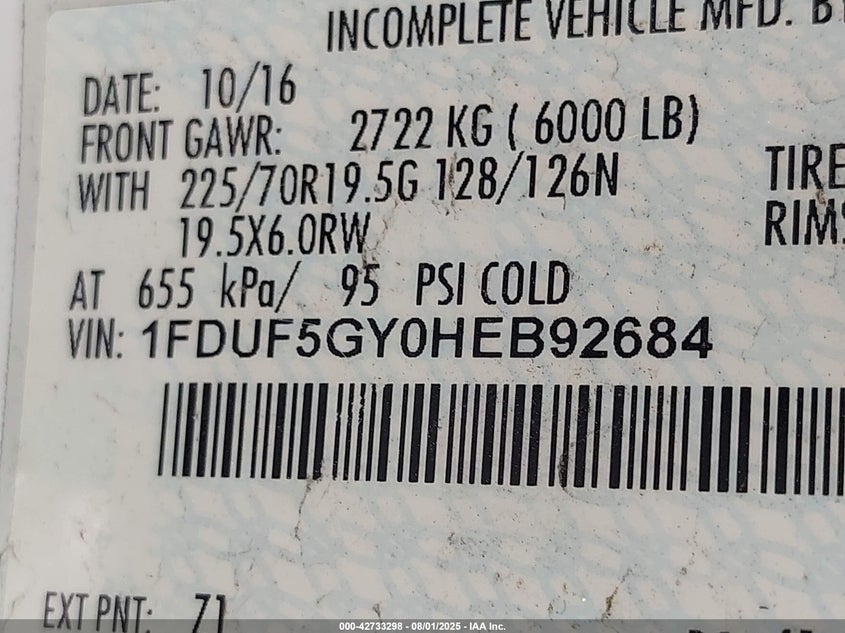 INCOMPLETE VEHICLE MFD. BY
DATE: 10/16
FRONT GAWR: 2722 KG ( 6000 LB)
WITH 225/70R19.5G 128/126N TIRE
19.5X6.0RW RIMS
AT 655 kPa/ 95 PSI COLD
VIN: 1FDUF5GY0HEB92684
EXT PNT: Z1
000-42733298 - 08/01/2025 - IAA Inc.